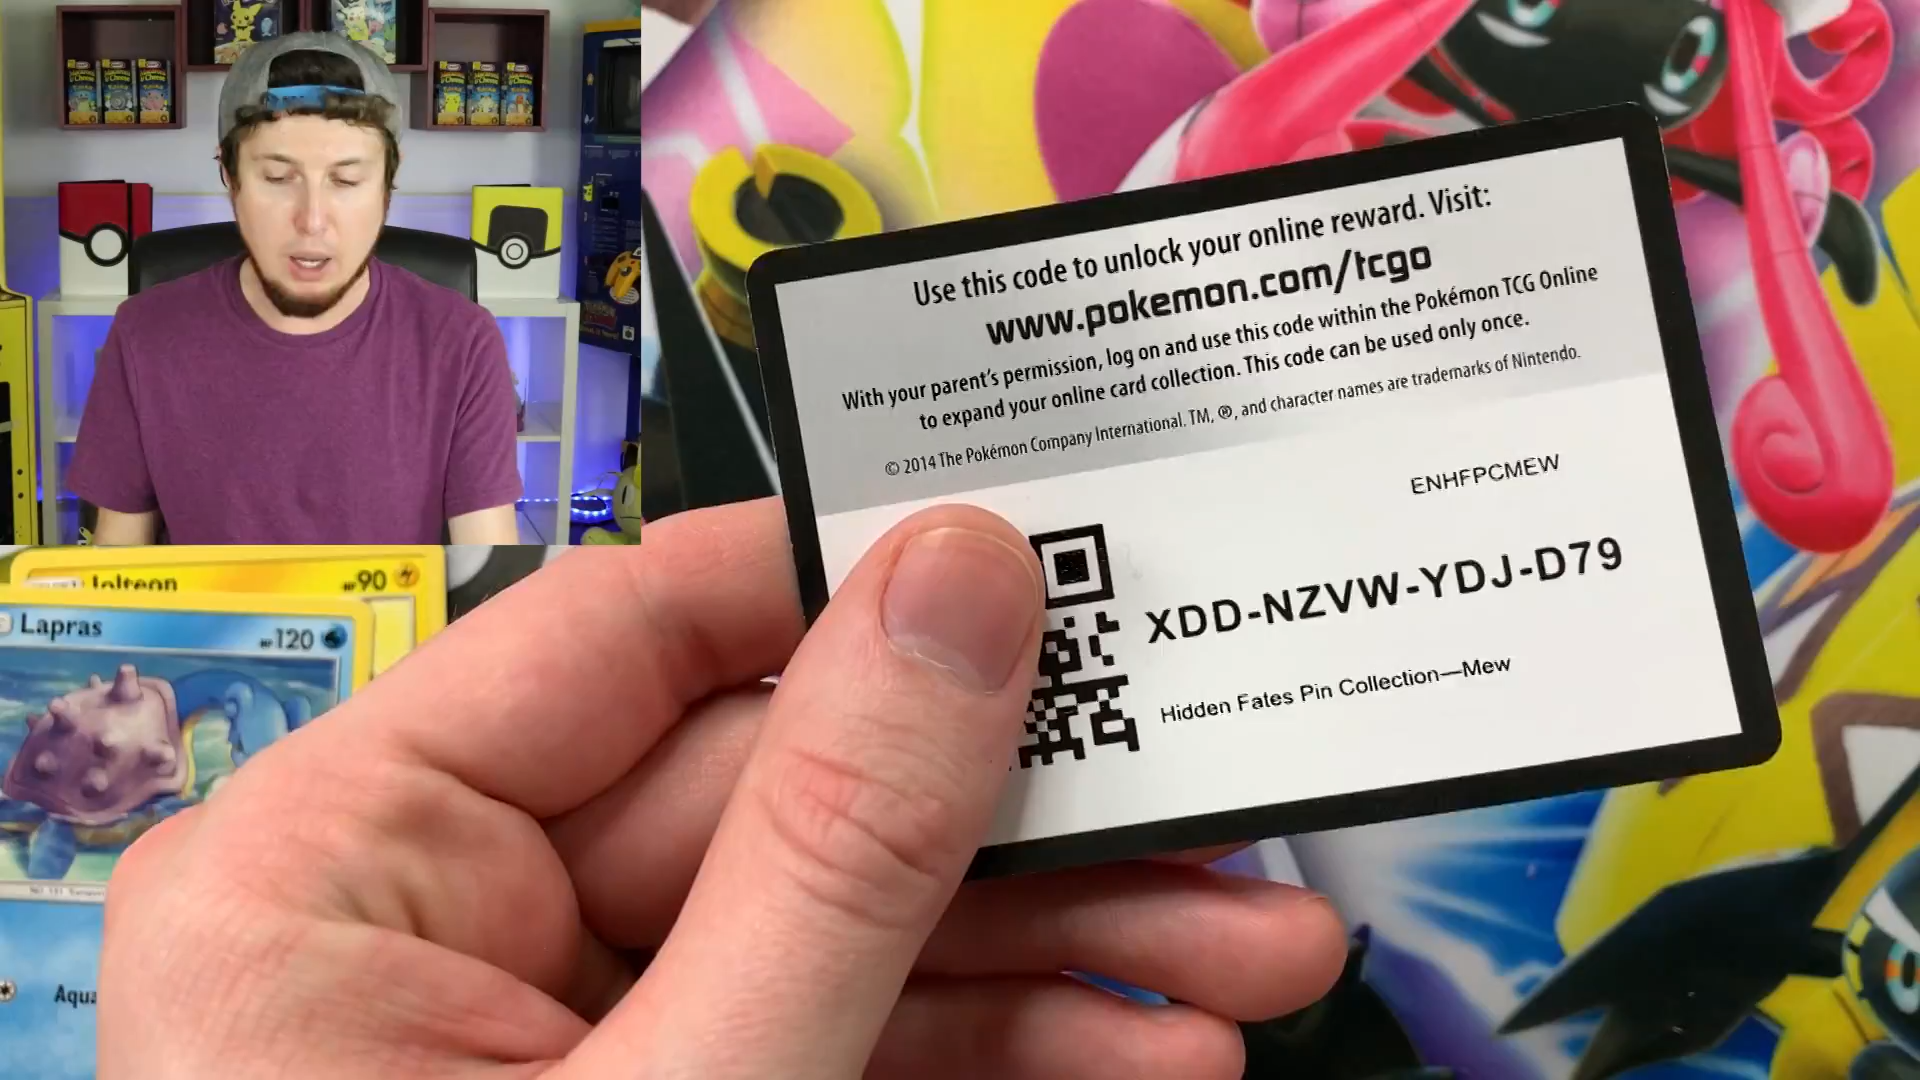 Use this code to unlock your online reward. Visit:
www.pokemon.com/tcgo
With your parent's permission, log on and use this code within the Pokémon TCG Online
to expand your online card collection. This code can be used only once.
© 2014 The Pokémon Company International. TM, ®, and character names are trademarks of Nintendo.
ENHFPCMEW
XDD-NZVW-YDJ-D79
Hidden Fates Pin Collection—Mew
Jolteon HP90
Lapras HP120
Aqua